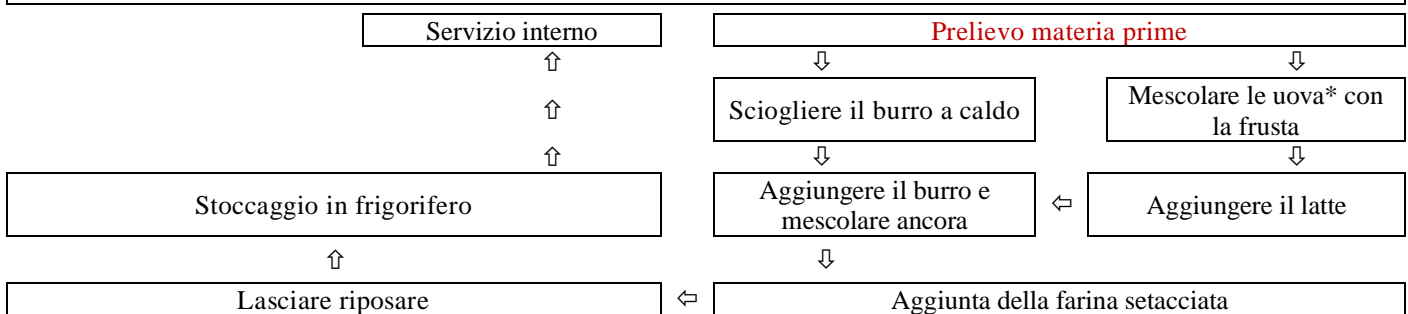 Servizio interno
Prelievo materia prime
⇩
⇩
⇧
⇧
⇧
Sciogliere il burro a caldo
Mescolare le uova* con
la frusta
⇩
⇩
Stoccaggio in frigorifero
Aggiungere il burro e
mescolare ancora
⇦
Aggiungere il latte
⇧
⇩
Lasciare riposare
⇦
Aggiunta della farina setacciata